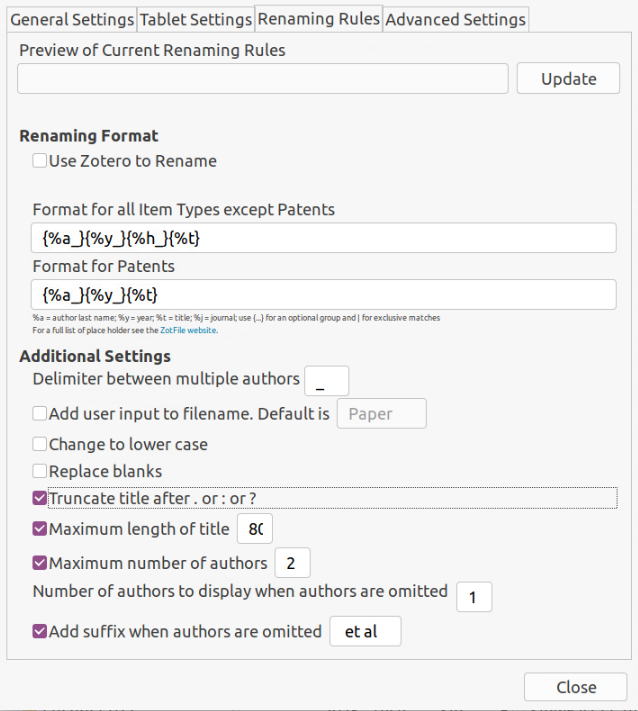 General Settings Tablet Settings Renaming Rules Advanced Settings
Preview of Current Renaming Rules
Update
Renaming Format
Use Zotero to Rename
Format for all Item Types except Patents
{%a_}{%y_}{%h_}{%t}
Format for Patents
{%a_}{%y_}{%t}
%a = author last name; %y = year; %t = title; %j = journal; use {...} for an optional group and | for exclusive matches
For a full list of place holder see the ZotFile website.
Additional Settings
Delimiter between multiple authors _
Add user input to filename. Default is Paper
Change to lower case
Replace blanks
Truncate title after . or : or ?
Maximum length of title 80
Maximum number of authors 2
Number of authors to display when authors are omitted 1
Add suffix when authors are omitted et al
Close